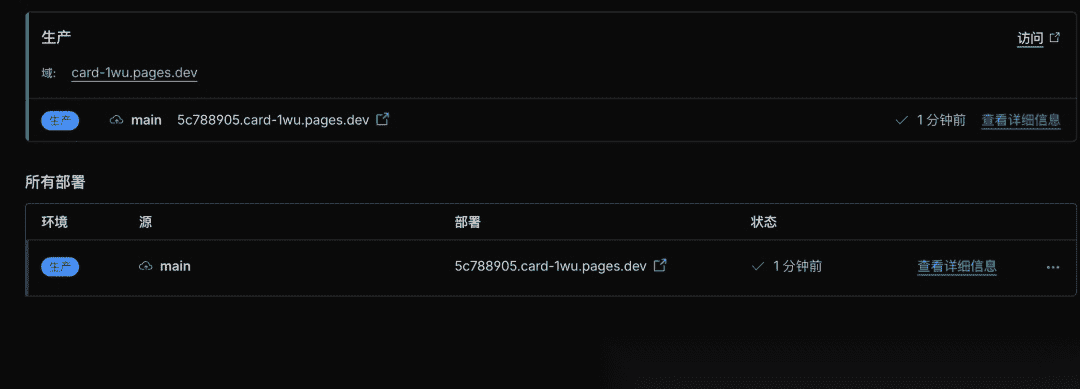 生产
访问
域: card-1wu.pages.dev
生产 main 5c788905.card-1wu.pages.dev 1 分钟前 查看详细信息
所有部署
环境 源 部署 状态
生产 main 5c788905.card-1wu.pages.dev 1 分钟前 查看详细信息 ...